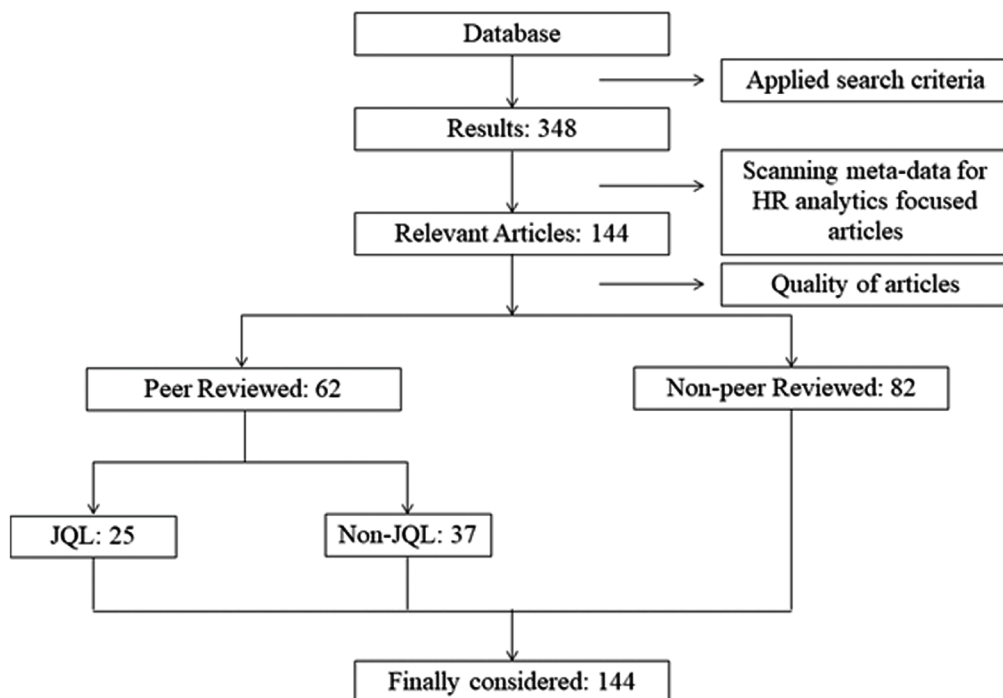 Database
Applied search criteria
Results: 348
Scanning meta-data for
HR analytics focused
articles
Relevant Articles: 144
Quality of articles
Peer Reviewed: 62
Non-peer Reviewed: 82
JQL: 25
Non-JQL: 37
Finally considered: 144